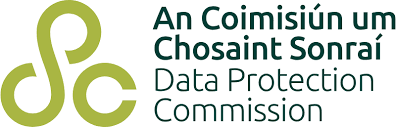 An Coimisiún um
Chosaint Sonraí
Data Protection
Commission